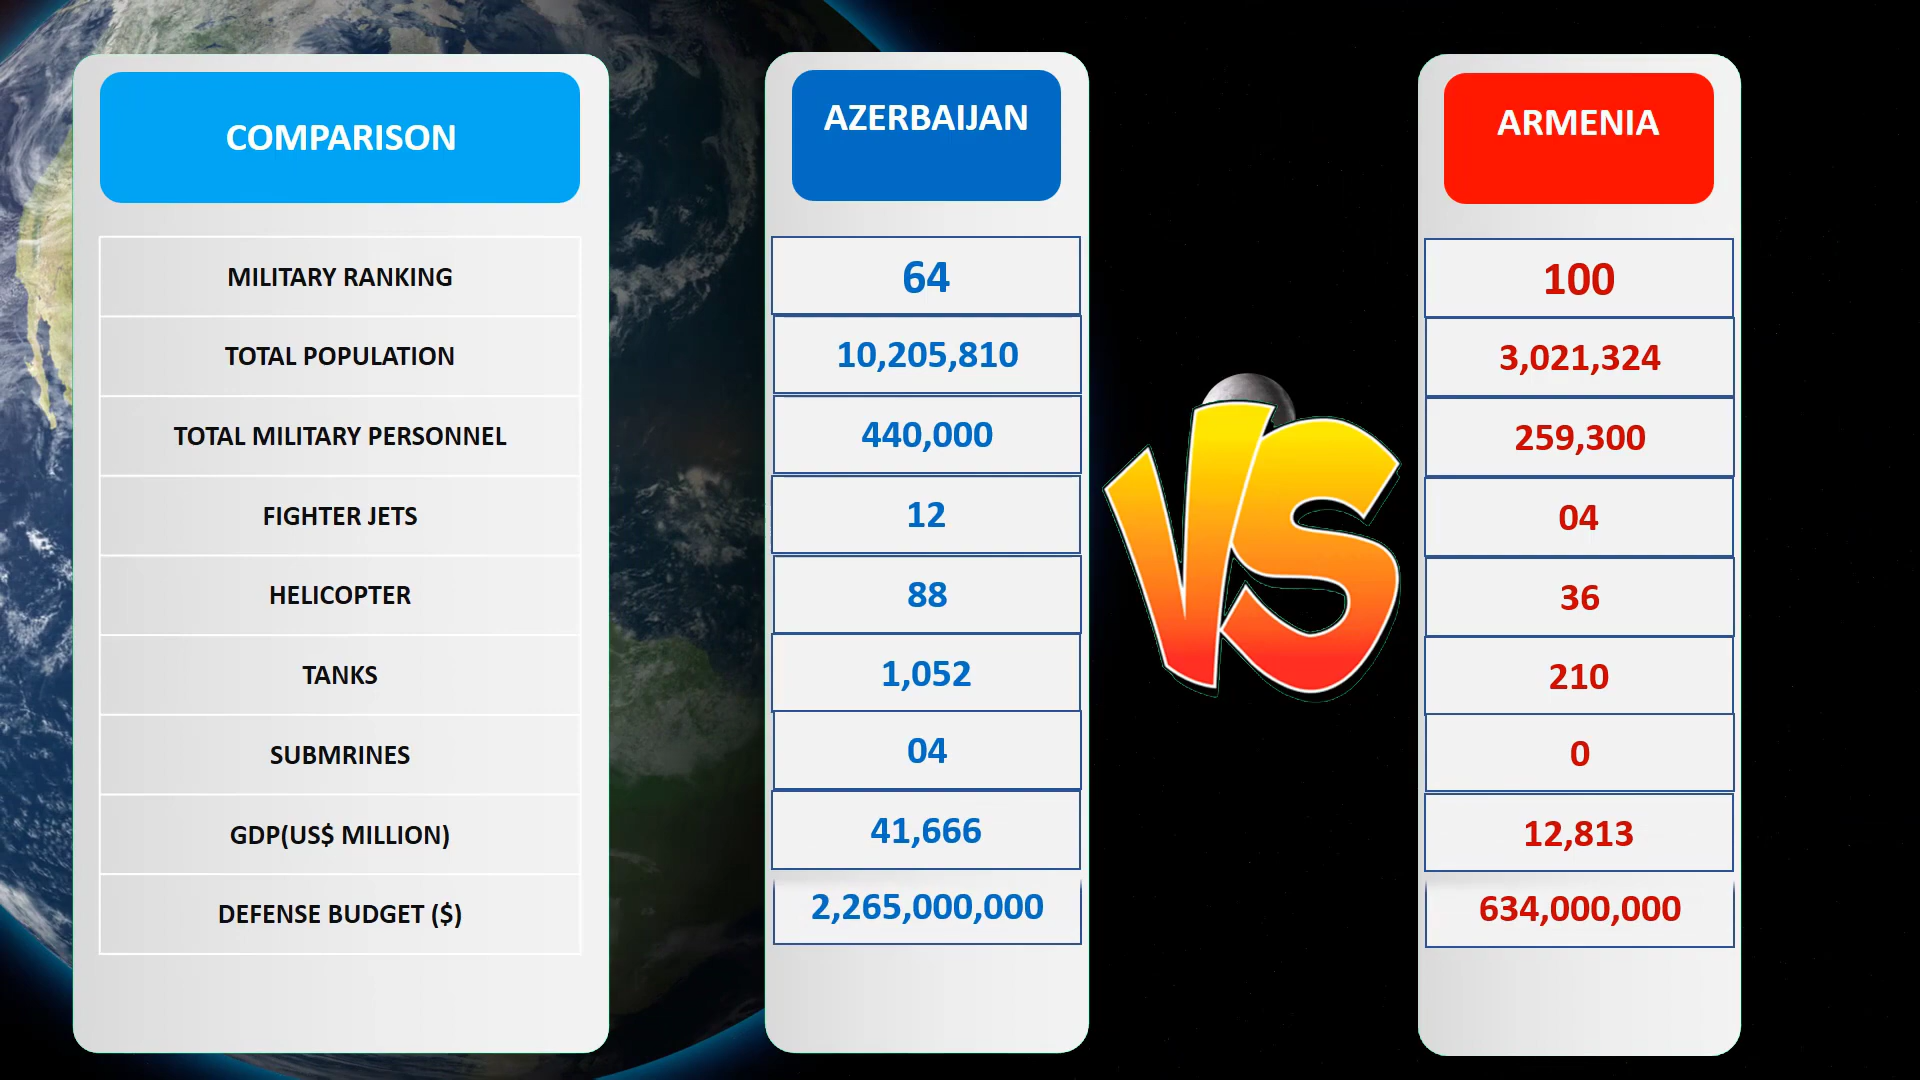 COMPARISON AZERBAIJAN ARMENIA
MILITARY RANKING 64 100
TOTAL POPULATION 10,205,810 3,021,324
TOTAL MILITARY PERSONNEL 440,000 259,300
FIGHTER JETS 12 04
HELICOPTER 88 36
TANKS 1,052 210
SUBMRINES 04 0
GDP(US$ MILLION) 41,666 12,813
DEFENSE BUDGET ($) 2,265,000,000 634,000,000
VS